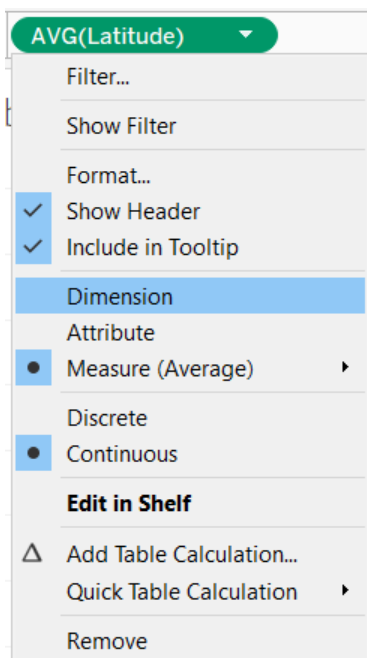 AVG(Latitude)
Filter...
Show Filter
Format...
Show Header
Include in Tooltip
Dimension
Attribute
Measure (Average)
Discrete
Continuous
Edit in Shelf
Add Table Calculation...
Quick Table Calculation
Remove